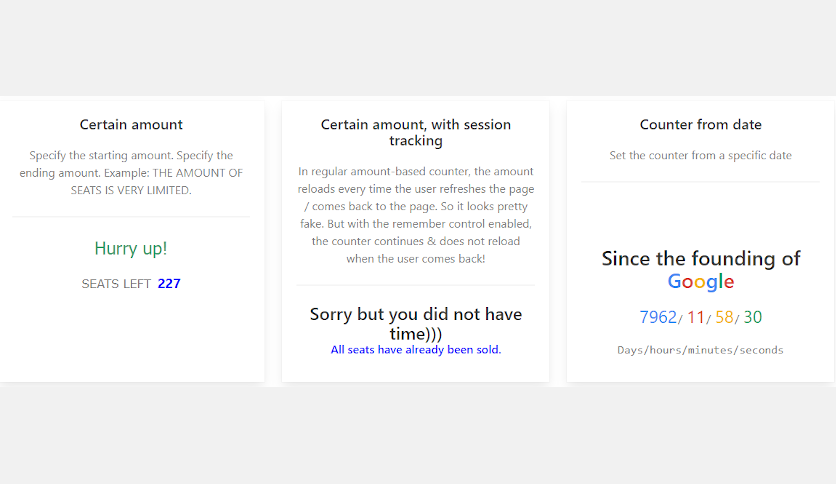 Certain amount
Specify the starting amount. Specify the
ending amount. Example: THE AMOUNT OF
SEATS IS VERY LIMITED.
Hurry up!
SEATS LEFT 227
Certain amount, with session
tracking
In regular amount-based counter, the amount
reloads every time the user refreshes the page
/ comes back to the page. So it looks pretty
fake. But with the remember control enabled,
the counter continues & does not reload
when the user comes back!
Sorry but you did not have
time)))
All seats have already been sold.
Counter from date
Set the counter from a specific date
Since the founding of
Google
7962/ 11/ 58/ 30
Days/hours/minutes/seconds